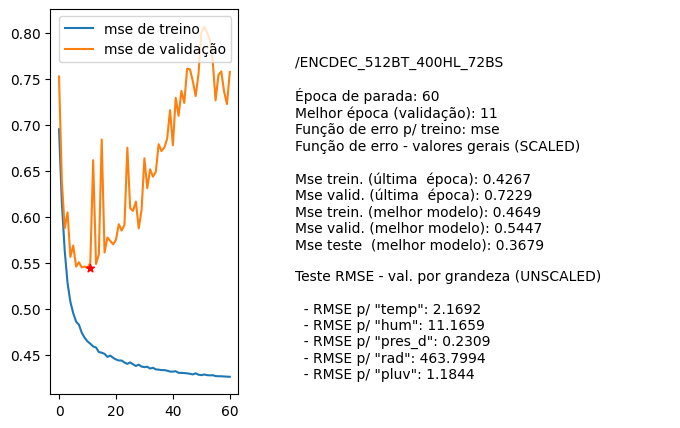 mse de treino
mse de validação
0.80
0.75
0.70
0.65
0.60
0.55
0.50
0.45
0
20
40
60
/ENCDEC_512BT_400HL_72BS
Época de parada: 60
Melhor época (validação): 11
Função de erro p/ treino: mse
Função de erro - valores gerais (SCALED)
Mse trein. (última  época): 0.4267
Mse valid. (última  época): 0.7229
Mse trein. (melhor modelo): 0.4649
Mse valid. (melhor modelo): 0.5447
Mse teste  (melhor modelo): 0.3679
Teste RMSE - val. por grandeza (UNSCALED)
- RMSE p/ "temp": 2.1692
- RMSE p/ "hum": 11.1659
- RMSE p/ "pres_d": 0.2309
- RMSE p/ "rad": 463.7994
- RMSE p/ "pluv": 1.1844